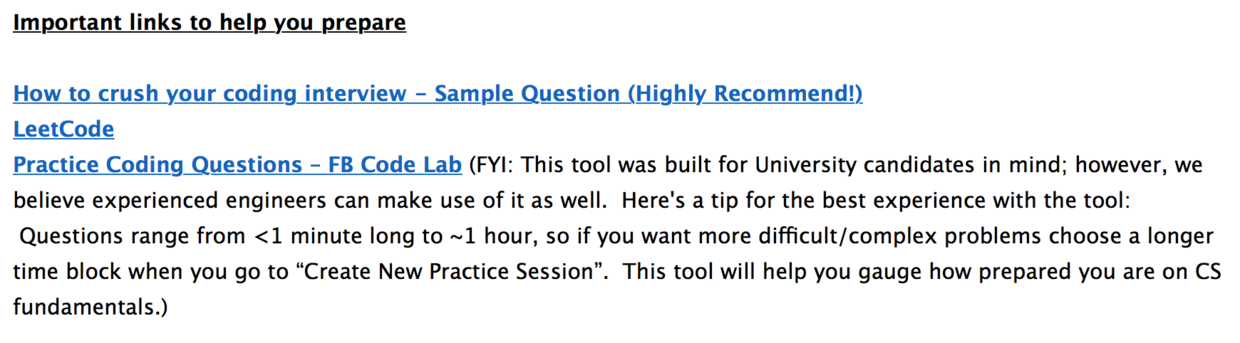 Important links to help you prepare
How to crush your coding interview – Sample Question (Highly Recommend!)
LeetCode
Practice Coding Questions – FB Code Lab (FYI: This tool was built for University candidates in mind; however, we
believe experienced engineers can make use of it as well.  Here's a tip for the best experience with the tool:
Questions range from <1 minute long to ~1 hour, so if you want more difficult/complex problems choose a longer
time block when you go to “Create New Practice Session”.  This tool will help you gauge how prepared you are on CS
fundamentals.)